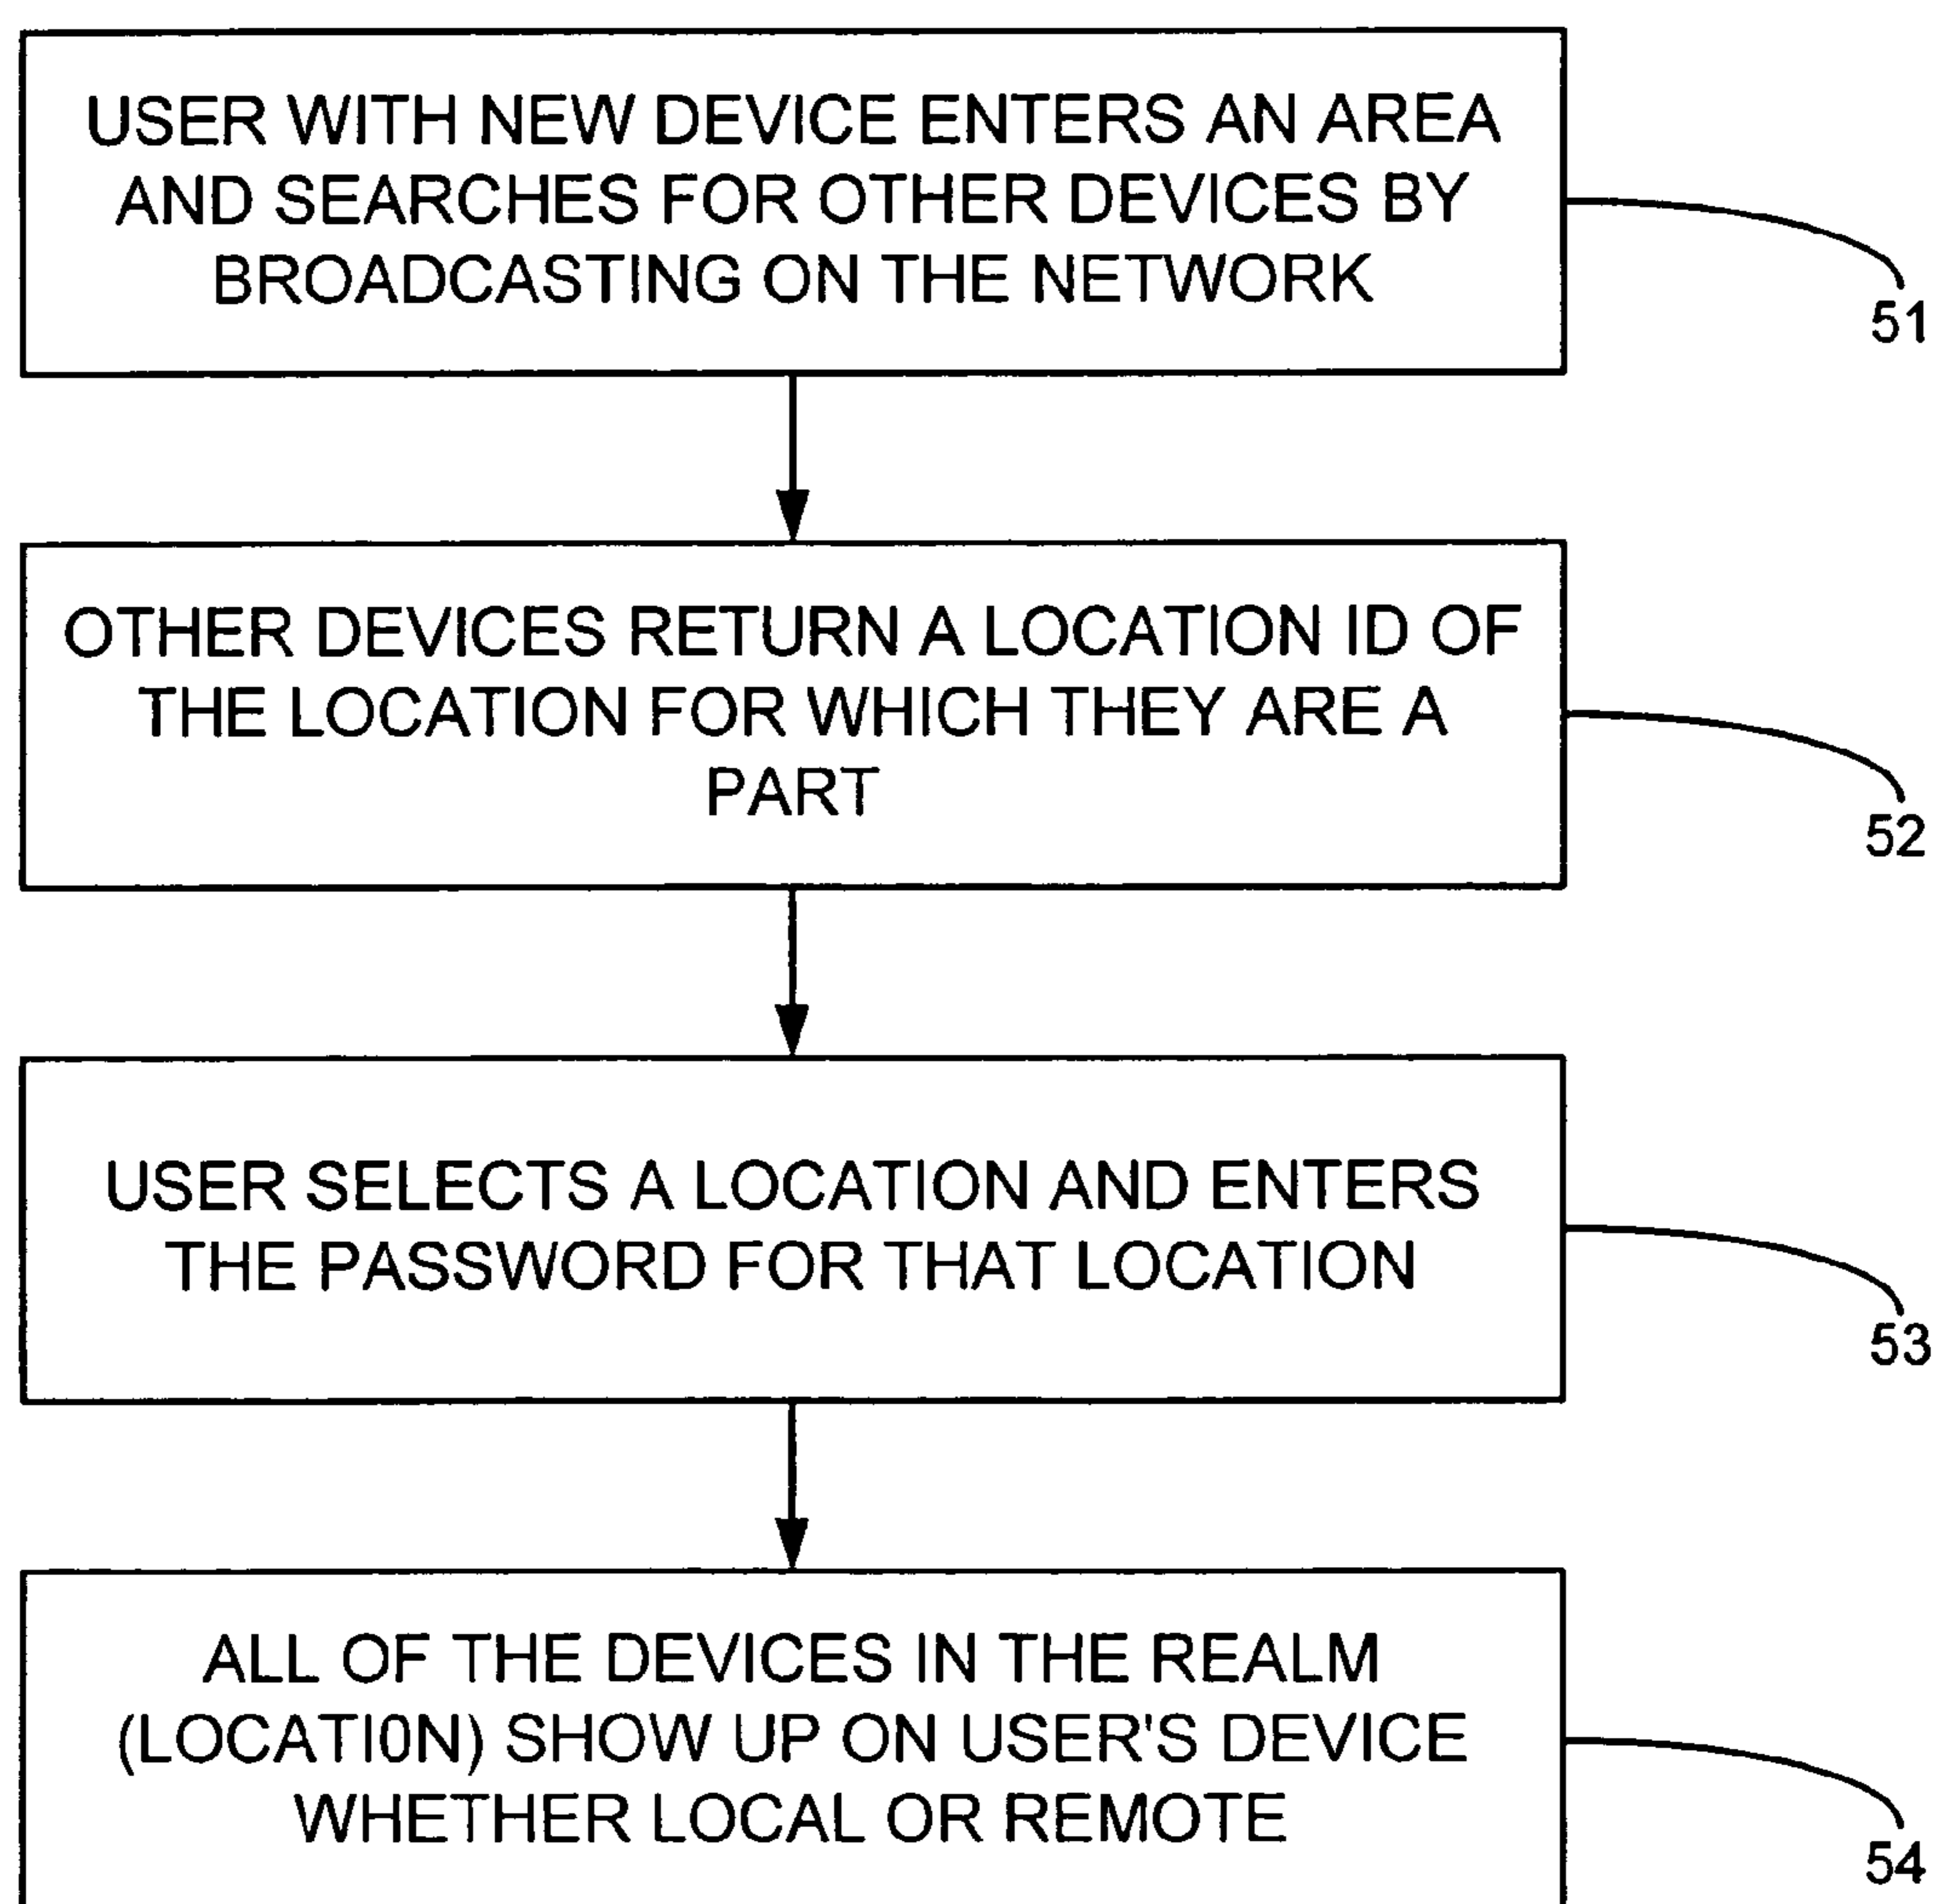 USER WITH NEW DEVICE ENTERS AN AREA
AND SEARCHES FOR OTHER DEVICES BY
BROADCASTING ON THE NETWORK
51
OTHER DEVICES RETURN A LOCATION ID OF
THE LOCATION FOR WHICH THEY ARE A
PART
52
USER SELECTS A LOCATION AND ENTERS
THE PASSWORD FOR THAT LOCATION
53
ALL OF THE DEVICES IN THE REALM
(LOCATI0N) SHOW UP ON USER'S DEVICE
WHETHER LOCAL OR REMOTE
54